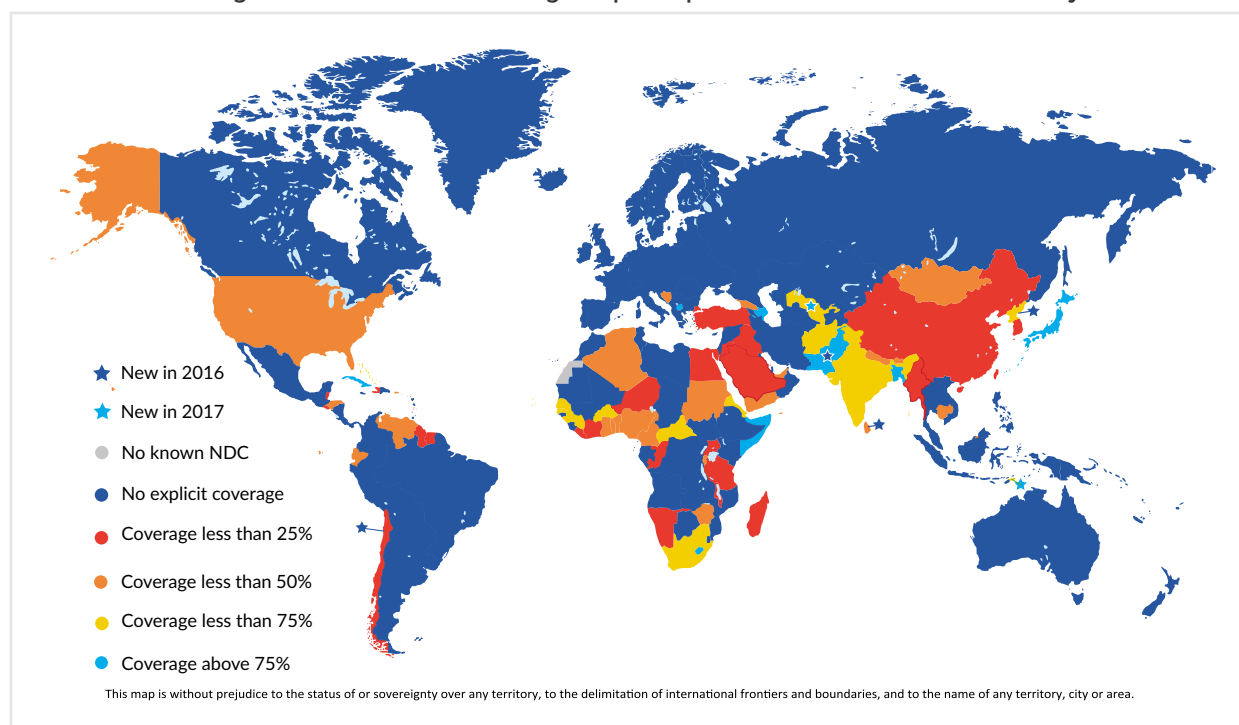 New in 2016
New in 2017
No known NDC
No explicit coverage
Coverage less than 25%
Coverage less than 50%
Coverage less than 75%
Coverage above 75%
This map is without prejudice to the status of or sovereignty over any territory, to the delimitation of international frontiers and boundaries, and to the name of any territory, city or area.